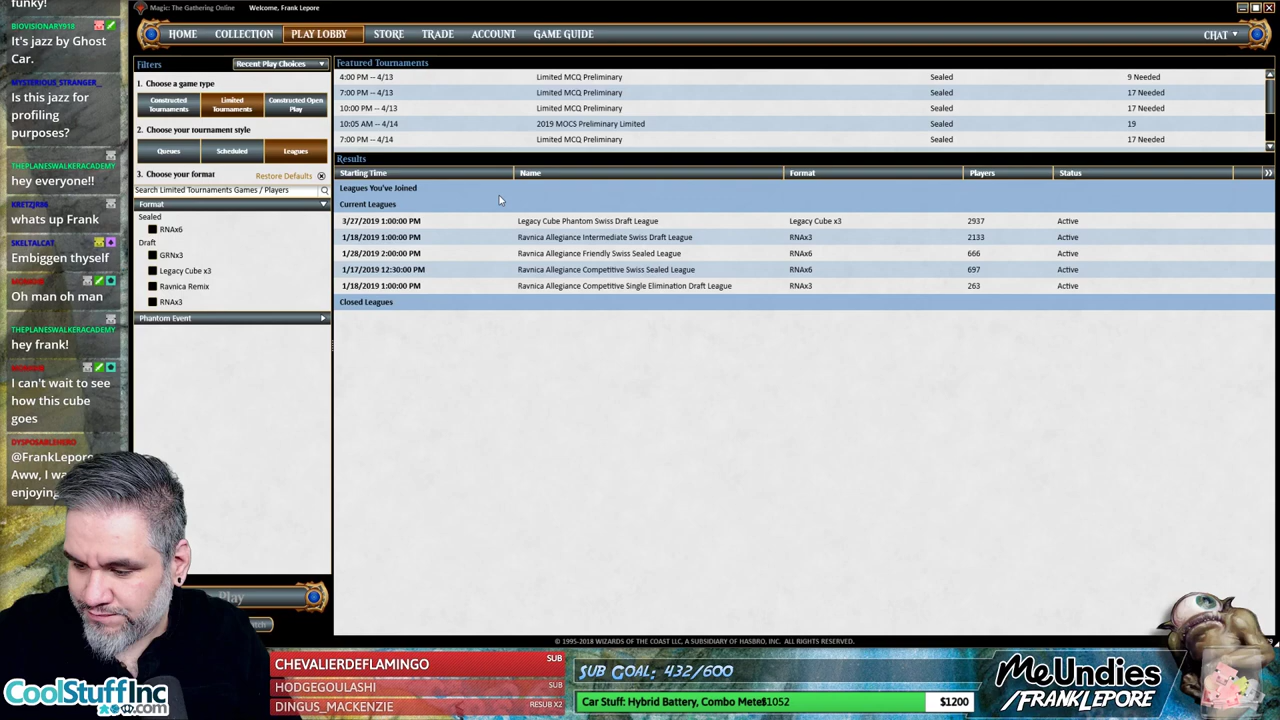 funky!
BIOVISIONARY918
It's jazz by Ghost
Car.
MYSTERIOUS_STRANGER_
Is this jazz for
profiling
purposes?
THEPLANESWALKERACADEMY
hey everyone!!
KRETZJR86
whats up Frank
SKELTALCAT
Embiggen thyself
Oh man oh man
THEPLANESWALKERACADEMY
hey frank!
I can't wait to see
how this cube
goes
DYSPOSABLEHERO
@FrankLepore
Aww, I wa
enjoying
Magic: The Gathering Online Welcome, Frank Lepore
HOME COLLECTION PLAY LOBBY STORE TRADE ACCOUNT GAME GUIDE CHAT
Filters Recent Play Choices
1. Choose a game type
Constructed Tournaments Limited Tournaments Constructed Open Play
2. Choose your tournament style
Queues Scheduled Leagues
3. Choose your format Restore Defaults
Search Limited Tournaments Games / Players
Format
Sealed
RNAx6
Draft
GRNx3
Legacy Cube x3
Ravnica Remix
RNAx3
Phantom Event
Play
atch
Featured Tournaments
4:00 PM -- 4/13 Limited MCQ Preliminary Sealed 9 Needed
7:00 PM -- 4/13 Limited MCQ Preliminary Sealed 17 Needed
10:00 PM -- 4/13 Limited MCQ Preliminary Sealed 17 Needed
10:05 AM -- 4/14 2019 MOCS Preliminary Limited Sealed 19
7:00 PM -- 4/14 Limited MCQ Preliminary Sealed 17 Needed
Results
Starting Time Name Format Players Status
Leagues You've Joined
Current Leagues
3/27/2019 1:00:00 PM Legacy Cube Phantom Swiss Draft League Legacy Cube x3 2937 Active
1/18/2019 1:00:00 PM Ravnica Allegiance Intermediate Swiss Draft League RNAx3 2133 Active
1/28/2019 2:00:00 PM Ravnica Allegiance Friendly Swiss Sealed League RNAx6 666 Active
1/17/2019 12:30:00 PM Ravnica Allegiance Competitive Swiss Sealed League RNAx6 697 Active
1/18/2019 1:00:00 PM Ravnica Allegiance Competitive Single Elimination Draft League RNAx3 263 Active
Closed Leagues
© 1995-2018 WIZARDS OF THE COAST LLC, A SUBSIDIARY OF HASBRO, INC. ALL RIGHTS RESERVED.
CoolStuffInc
.com
CHEVALIERDEFLAMINGO SUB
HODGEGOULASHI SUB
DINGUS_MACKENZIE RESUB X2
SUB GOAL: 432/600
Car Stuff: Hybrid Battery, Combo Mete $1052 $1200
MeUndies
/FRANKLEPORE